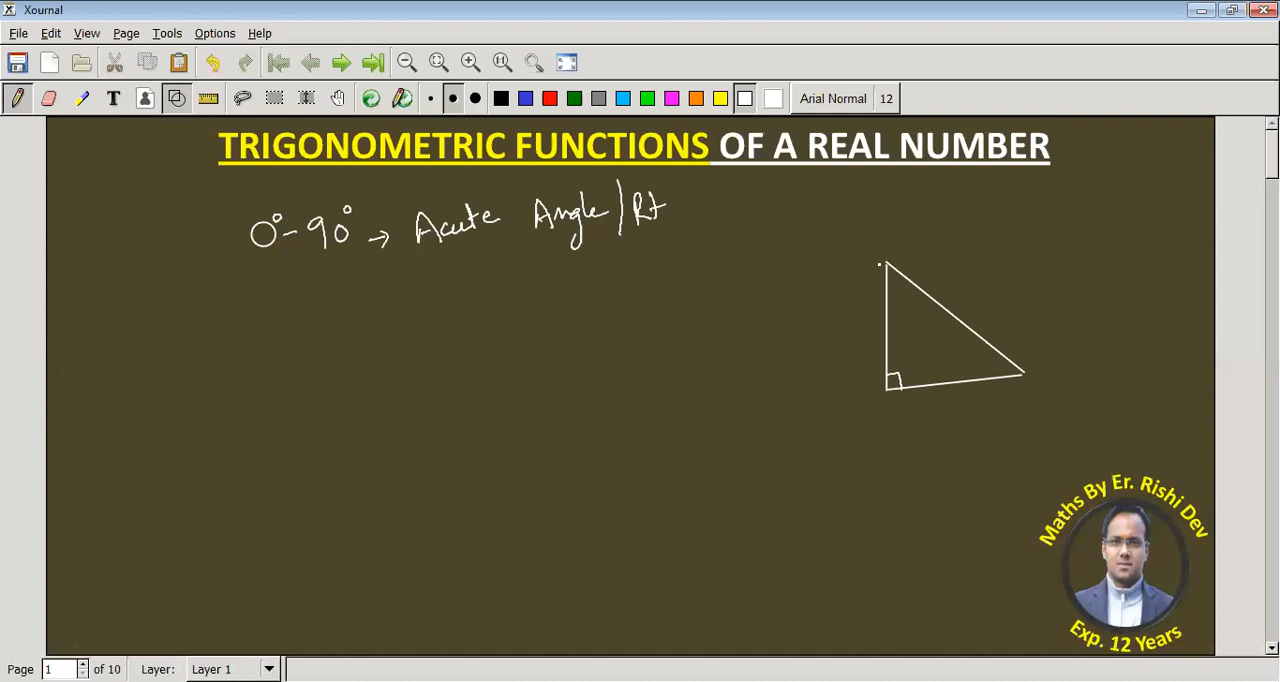 Xournal
File Edit View Page Tools Options Help
Arial Normal 12
TRIGONOMETRIC FUNCTIONS OF A REAL NUMBER
0°-90° → Acute Angle/Rt
Maths By Er. Rishi Dev
Exp. 12 Years
Page 1 of 10 Layer: Layer 1